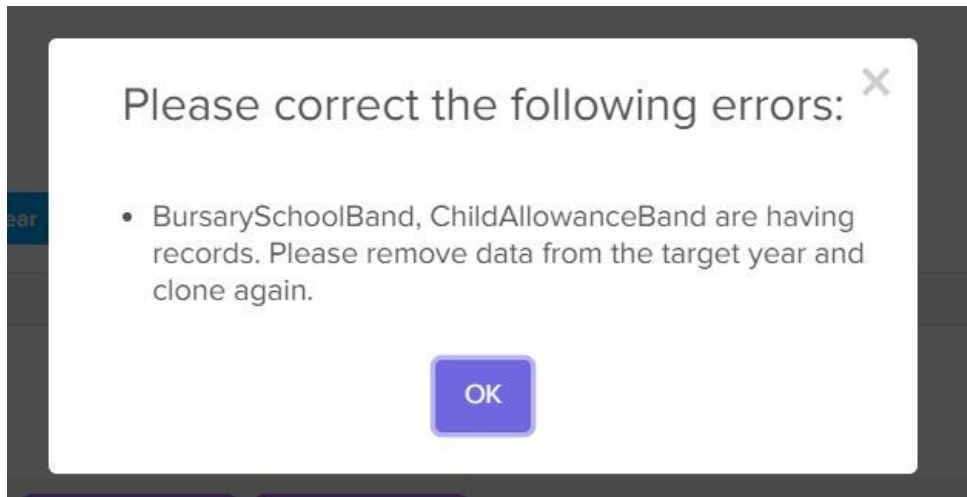 Please correct the following errors:
×
ear
• BursarySchoolBand, ChildAllowanceBand are having
records. Please remove data from the target year and
clone again.
OK